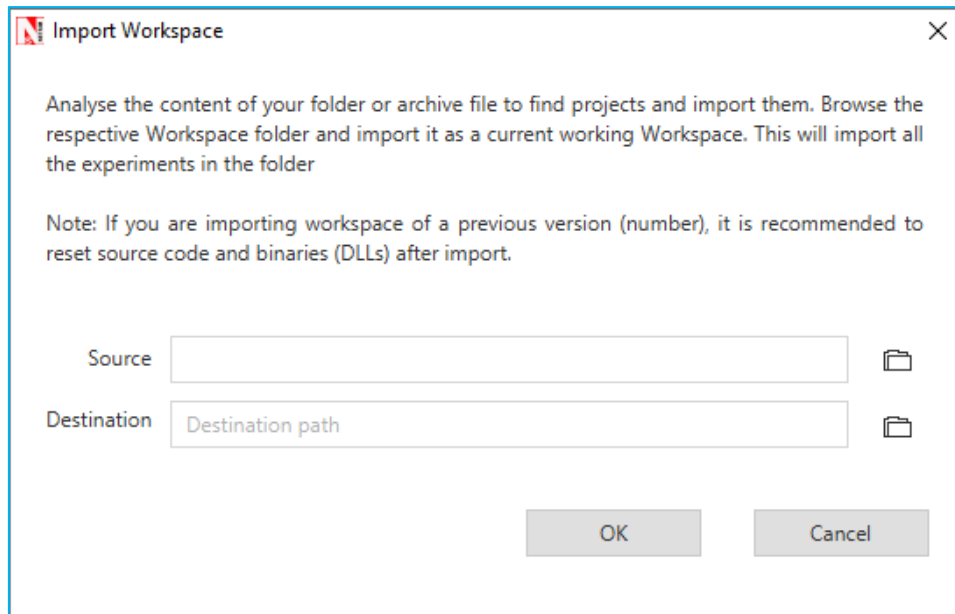 Import Workspace
Analyse the content of your folder or archive file to find projects and import them. Browse the
respective Workspace folder and import it as a current working Workspace. This will import all
the experiments in the folder
Note: If you are importing workspace of a previous version (number), it is recommended to
reset source code and binaries (DLLs) after import.
Source
Destination Destination path
OK Cancel